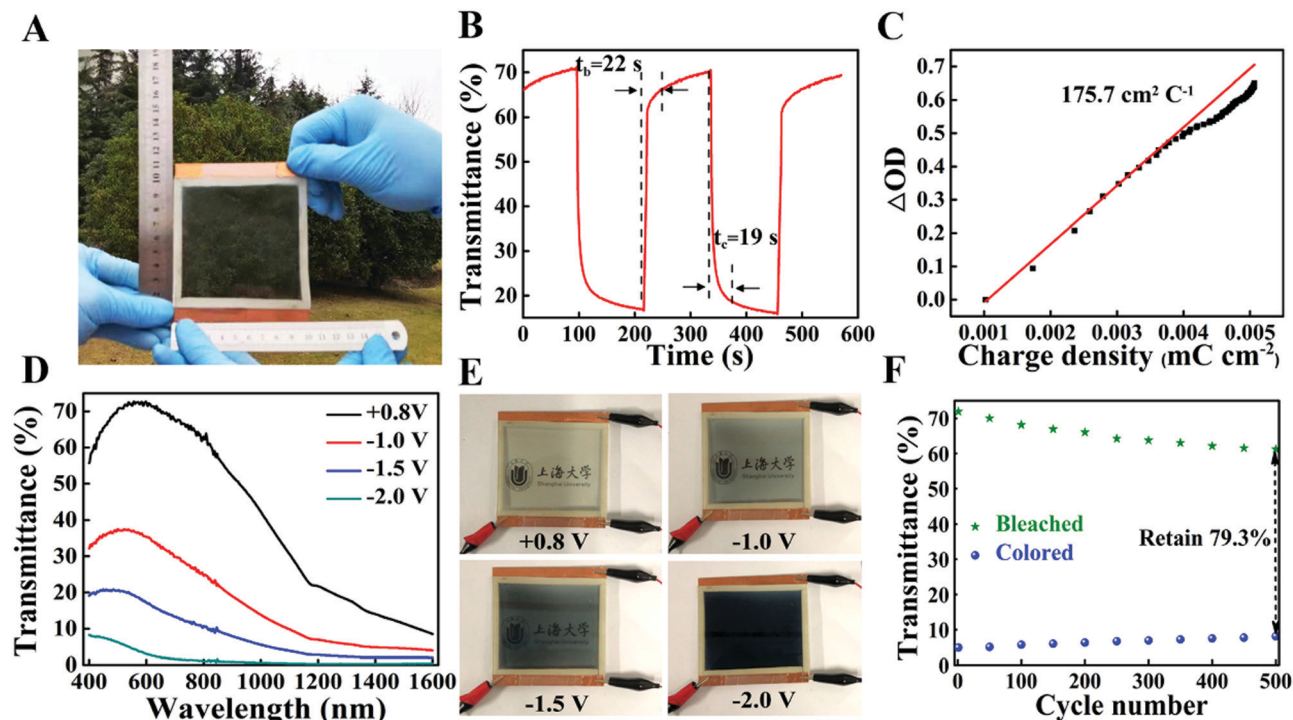 A
B
C
Transmittance (%)
70
60
50
40
30
20
0
100
200
300
400
500
600
Time (s)
t_b=22 s
t_c=19 s
△OD
0.7
0.6
0.5
0.4
0.3
0.2
0.1
0.0
175.7 cm² C⁻¹
0.001
0.002
0.003
0.004
0.005
Charge density (mC cm⁻²)
D
E
F
Transmittance (%)
70
60
50
40
30
20
10
0
+0.8V
-1.0 V
-1.5 V
-2.0 V
400
600
800
1000
1200
1400
1600
Wavelength (nm)
上海大学
Shanghai University
+0.8 V
上海大学
Shanghai University
-1.0 V
上海大学
Shanghai University
-1.5 V
-2.0 V
Transmittance (%)
70
60
50
40
30
20
10
0
Bleached
Colored
Retain 79.3%
0
100
200
300
400
500
Cycle number